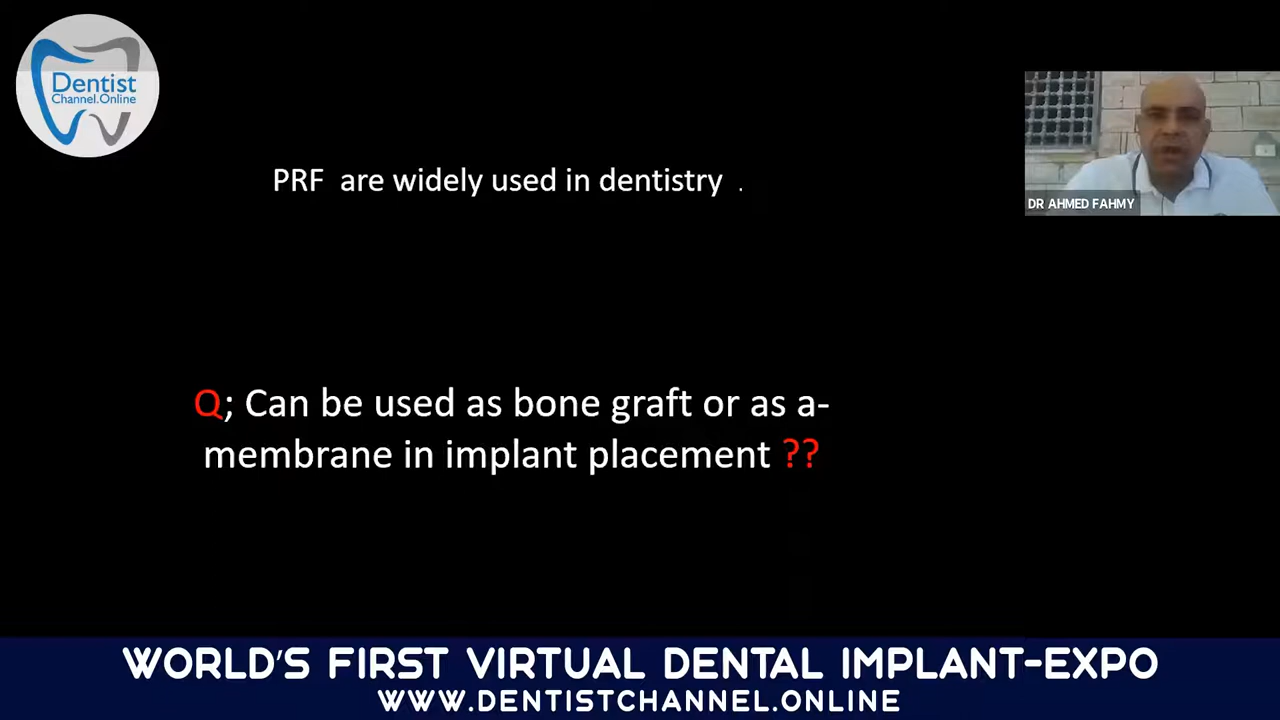 Dentist
Channel.Online
DR AHMED FAHMY
PRF are widely used in dentistry .
Q; Can be used as bone graft or as a-
membrane in implant placement ??
WORLD'S FIRST VIRTUAL DENTAL IMPLANT-EXPO
WWW.DENTISTCHANNEL.ONLINE